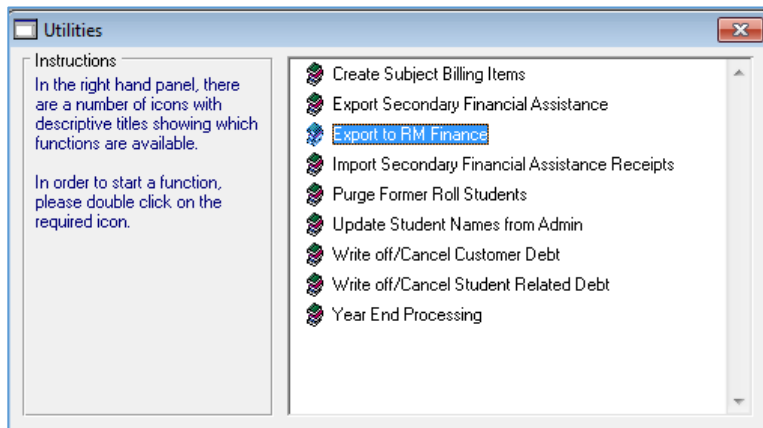 Utilities
Instructions
In the right hand panel, there
are a number of icons with
descriptive titles showing which
functions are available.
In order to start a function,
please double click on the
required icon.
Create Subject Billing Items
Export Secondary Financial Assistance
Export to RM Finance
Import Secondary Financial Assistance Receipts
Purge Former Roll Students
Update Student Names from Admin
Write off/Cancel Customer Debt
Write off/Cancel Student Related Debt
Year End Processing